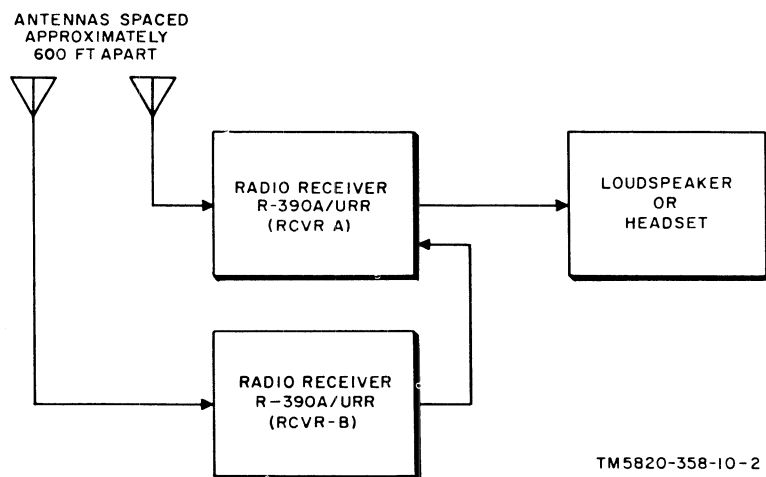 ANTENNAS SPACED
APPROXIMATELY
600 FT APART
RADIO RECEIVER
R-390A/URR
(RCVR A)
LOUDSPEAKER
OR
HEADSET
RADIO RECEIVER
R-390A/URR
(RCVR-B)
TM5820-358-10-2